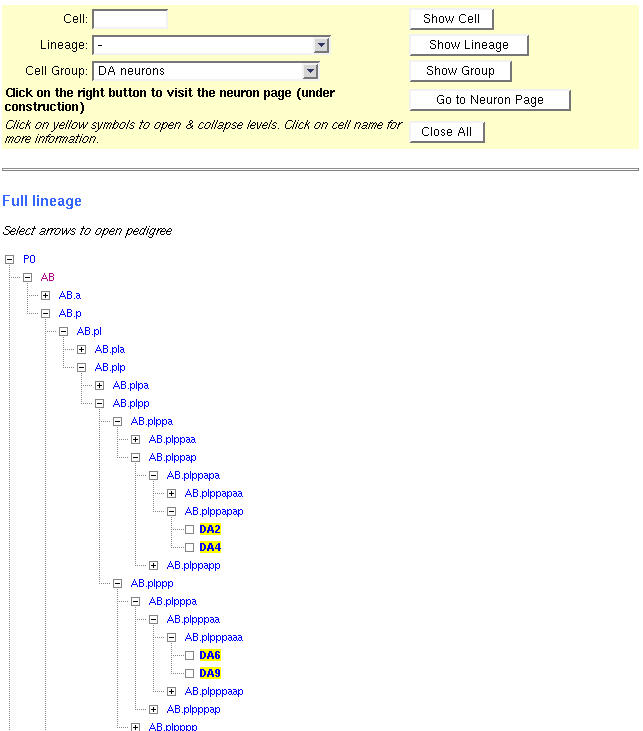 Cell: Show Cell
Lineage: - Show Lineage
Cell Group: DA neurons Show Group
Click on the right button to visit the neuron page (under
construction) Go to Neuron Page
Click on yellow symbols to open & collapse levels. Click on cell name for
more information. Close All
Full lineage
Select arrows to open pedigree
P0
AB
AB.a
AB.p
AB.pl
AB.pla
AB.plp
AB.plpa
AB.plpp
AB.plppa
AB.plppaa
AB.plppap
AB.plppapa
AB.plppapaa
AB.plppapap
DA2
DA4
AB.plppapp
AB.plppp
AB.plpppa
AB.plpppaa
AB.plpppaaa
DA6
DA9
AB.plpppaap
AB.plpppap
AB.plpppp